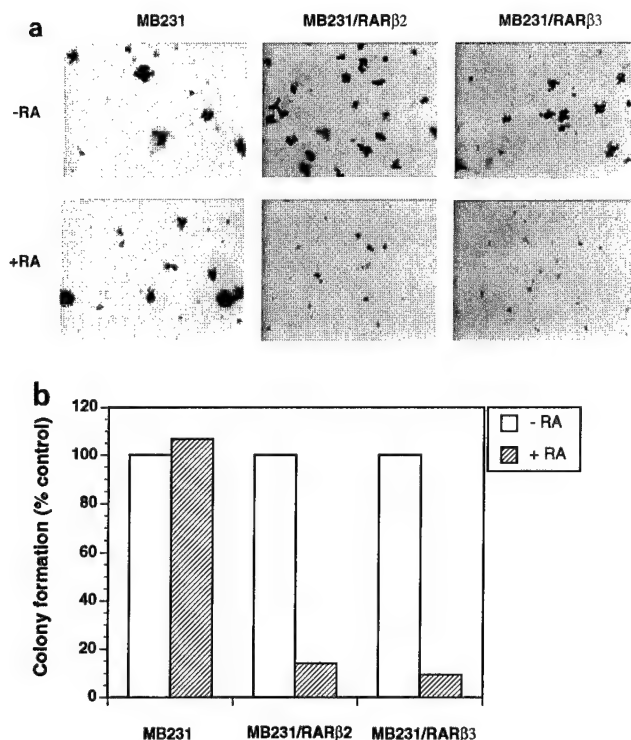 a
MB231 MB231/RARβ2 MB231/RARβ3
-RA
+RA
b
Colony formation (% control)
120
100
80
60
40
20
0
- RA
+ RA
MB231 MB231/RARβ2 MB231/RARβ3